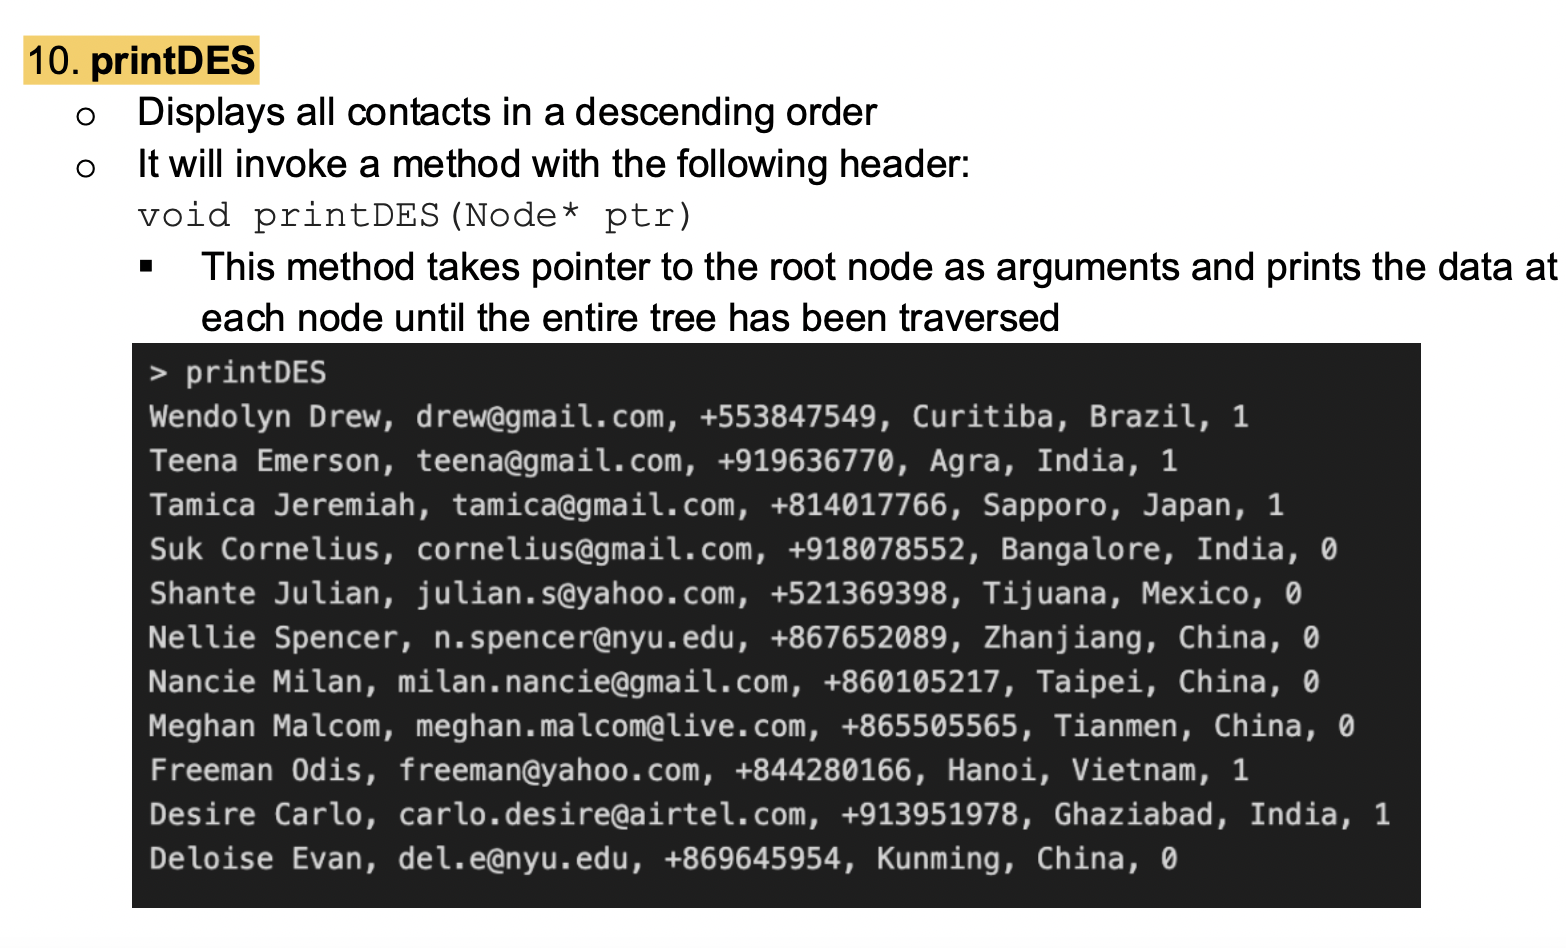 10. printDES
o Displays all contacts in a descending order
o It will invoke a method with the following header:
void printDES(Node* ptr)
▪ This method takes pointer to the root node as arguments and prints the data at
each node until the entire tree has been traversed
> printDES
Wendolyn Drew, drew@gmail.com, +553847549, Curitiba, Brazil, 1
Teena Emerson, teena@gmail.com, +919636770, Agra, India, 1
Tamica Jeremiah, tamica@gmail.com, +814017766, Sapporo, Japan, 1
Suk Cornelius, cornelius@gmail.com, +918078552, Bangalore, India, 0
Shante Julian, julian.s@yahoo.com, +521369398, Tijuana, Mexico, 0
Nellie Spencer, n.spencer@nyu.edu, +867652089, Zhanjiang, China, 0
Nancie Milan, milan.nancie@gmail.com, +860105217, Taipei, China, 0
Meghan Malcom, meghan.malcom@live.com, +865505565, Tianmen, China, 0
Freeman Odis, freeman@yahoo.com, +844280166, Hanoi, Vietnam, 1
Desire Carlo, carlo.desire@airtel.com, +913951978, Ghaziabad, India, 1
Deloise Evan, del.e@nyu.edu, +869645954, Kunming, China, 0